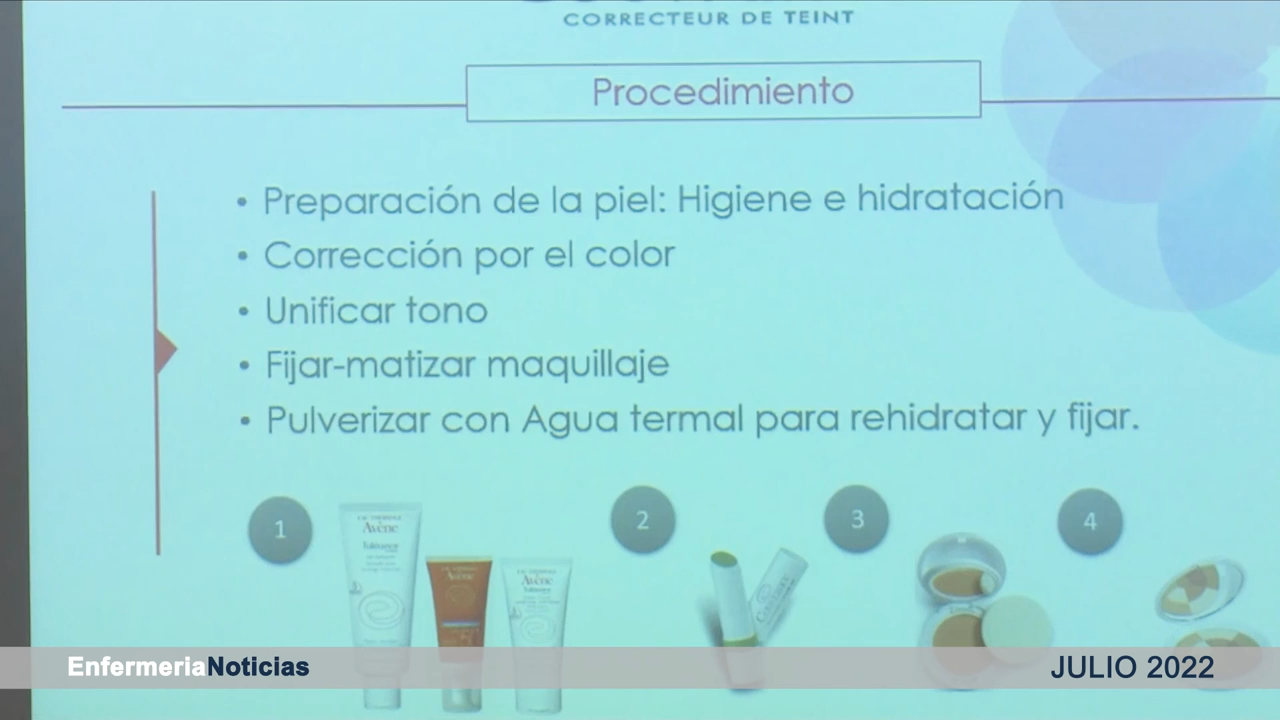 CORRECTEUR DE TEINT
Procedimiento
• Preparación de la piel: Higiene e hidratación
• Corrección por el color
• Unificar tono
• Fijar-matizar maquillaje
• Pulverizar con Agua termal para rehidratar y fijar.
1
2
3
4
Avène
Avène
Avène
EnfermeriaNoticias
JULIO 2022